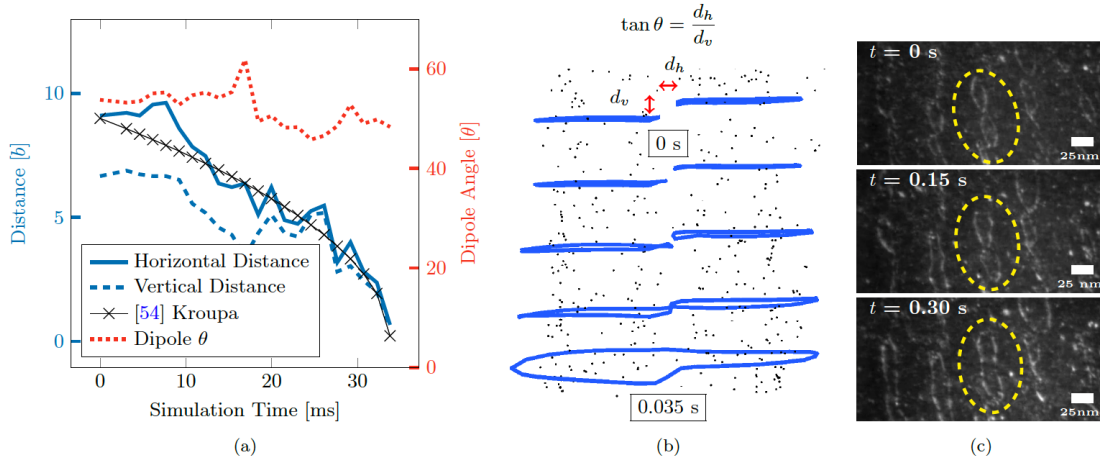 10
5
0
Distance [b]
60
40
20
0
Dipole Angle [θ]
Horizontal Distance
Vertical Distance
[54] Kroupa
Dipole θ
0
10
20
30
Simulation Time [ms]
(a)
tan θ = d_h / d_v
d_h
d_v
0 s
0.035 s
(b)
t = 0 s
25nm
t = 0.15 s
25nm
t = 0.30 s
25nm
(c)